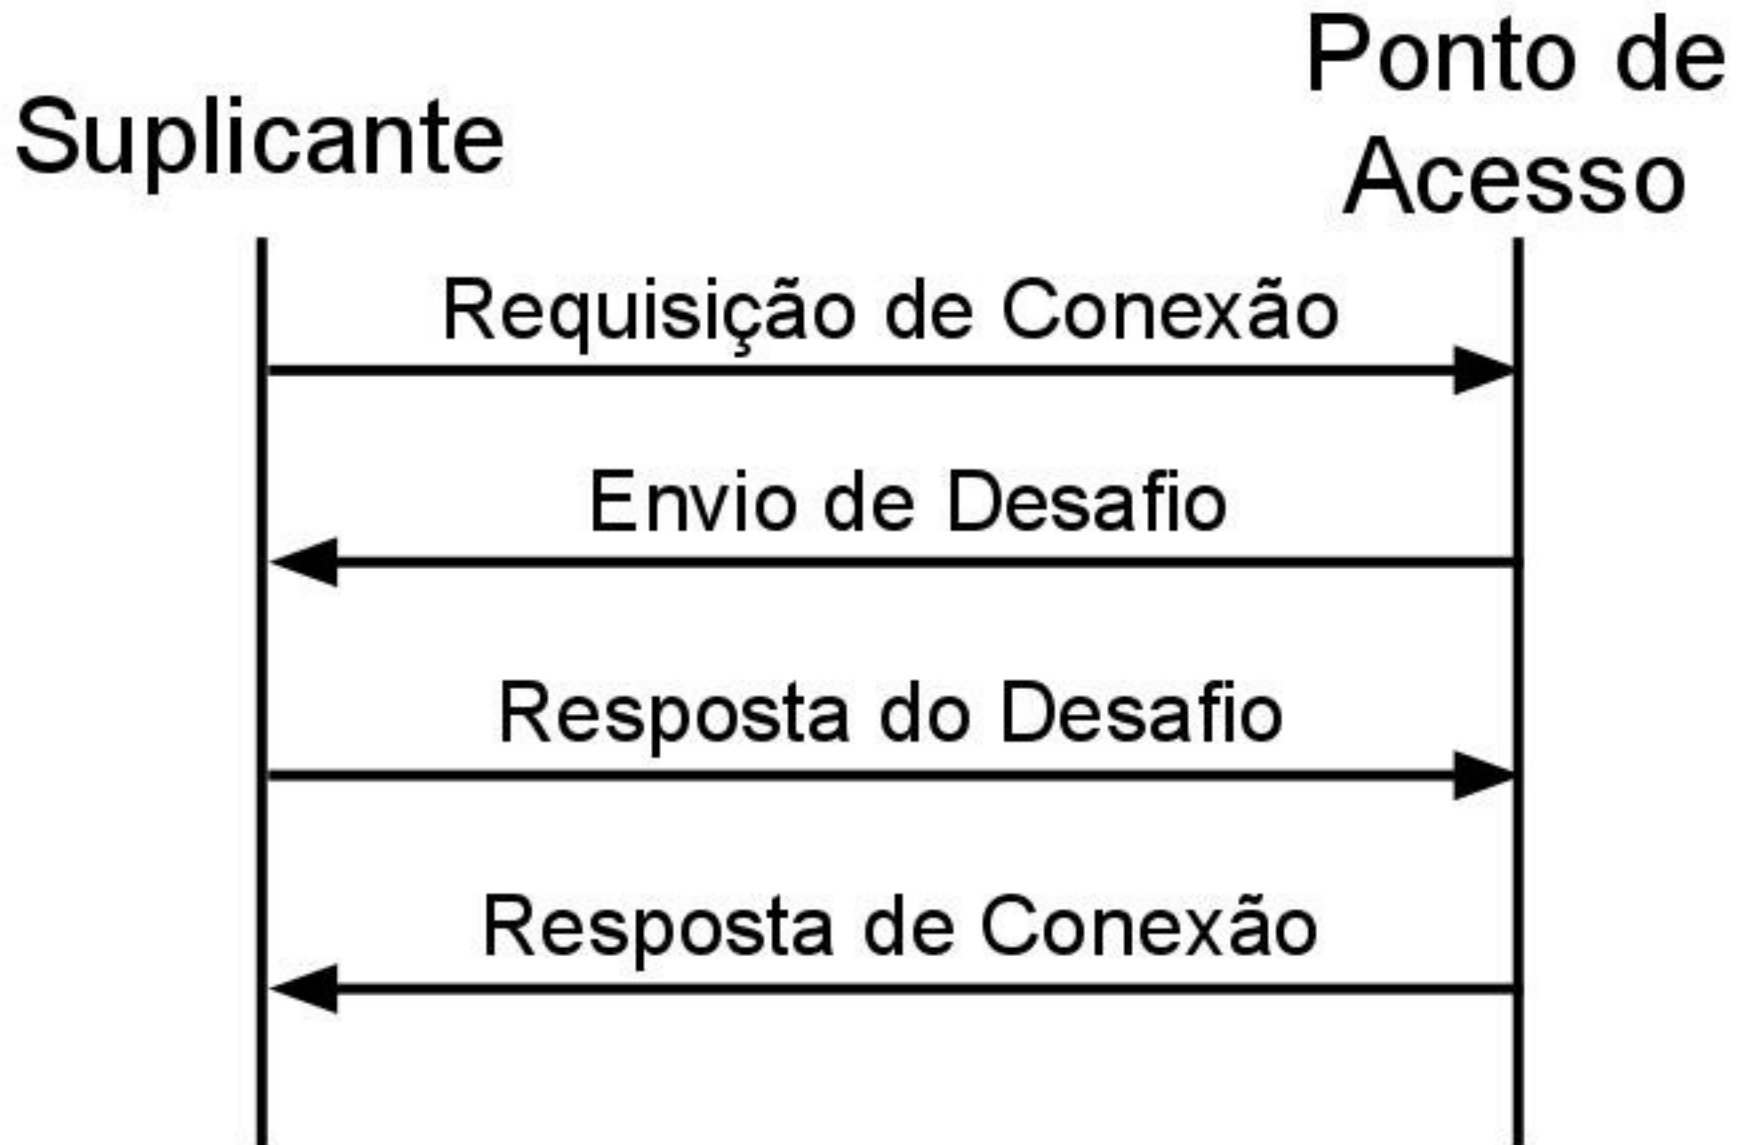 Suplicante
Ponto de
Acesso
Requisição de Conexão
Envio de Desafio
Resposta do Desafio
Resposta de Conexão